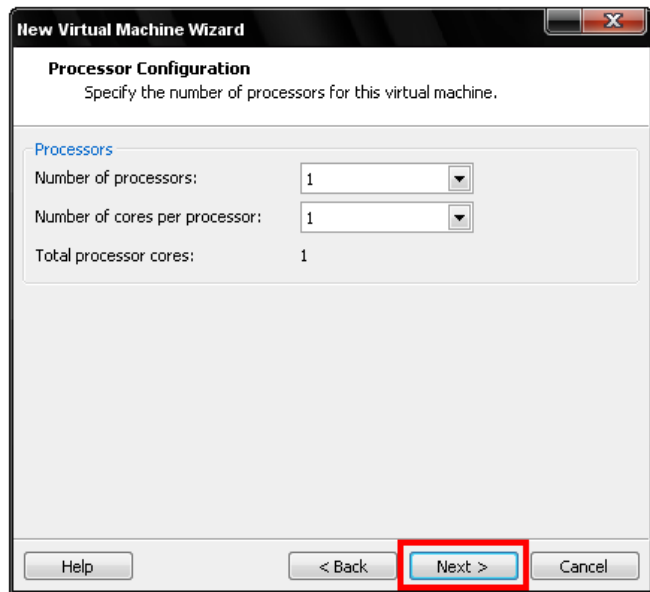 New Virtual Machine Wizard
Processor Configuration
Specify the number of processors for this virtual machine.
Processors
Number of processors: 1
Number of cores per processor: 1
Total processor cores: 1
Help < Back Next > Cancel